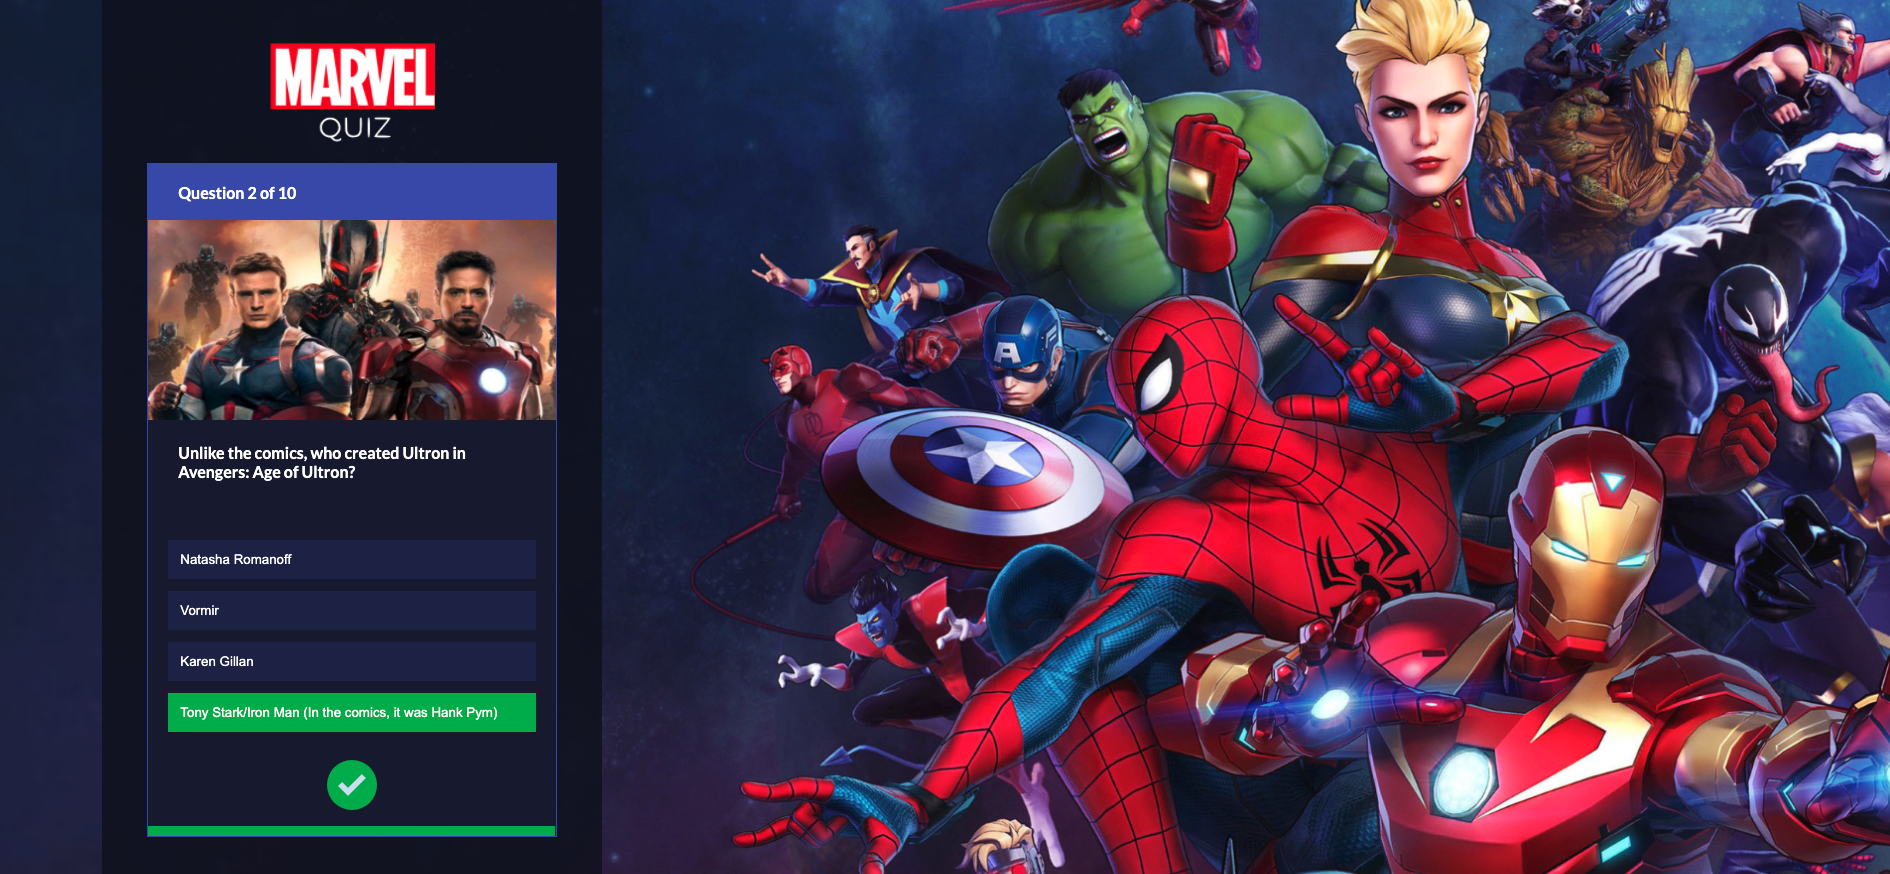 MARVEL
QUIZ
Question 2 of 10
Unlike the comics, who created Ultron in
Avengers: Age of Ultron?
Natasha Romanoff
Vormir
Karen Gillan
Tony Stark/Iron Man (In the comics, it was Hank Pym)
A